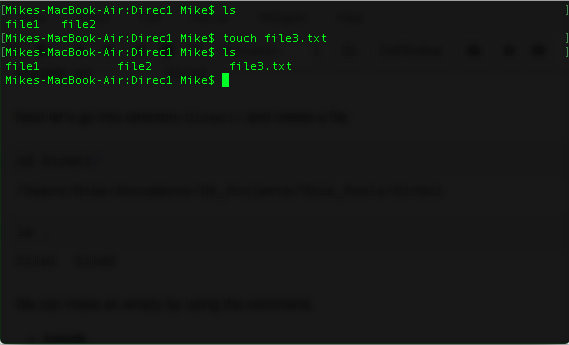 [Mikes-MacBook-Air:Direc1 Mike$ ls ]
file1 file2
[Mikes-MacBook-Air:Direc1 Mike$ touch file3.txt ]
[Mikes-MacBook-Air:Direc1 Mike$ ls ]
file1 file2 file3.txt
Mikes-MacBook-Air:Direc1 Mike$